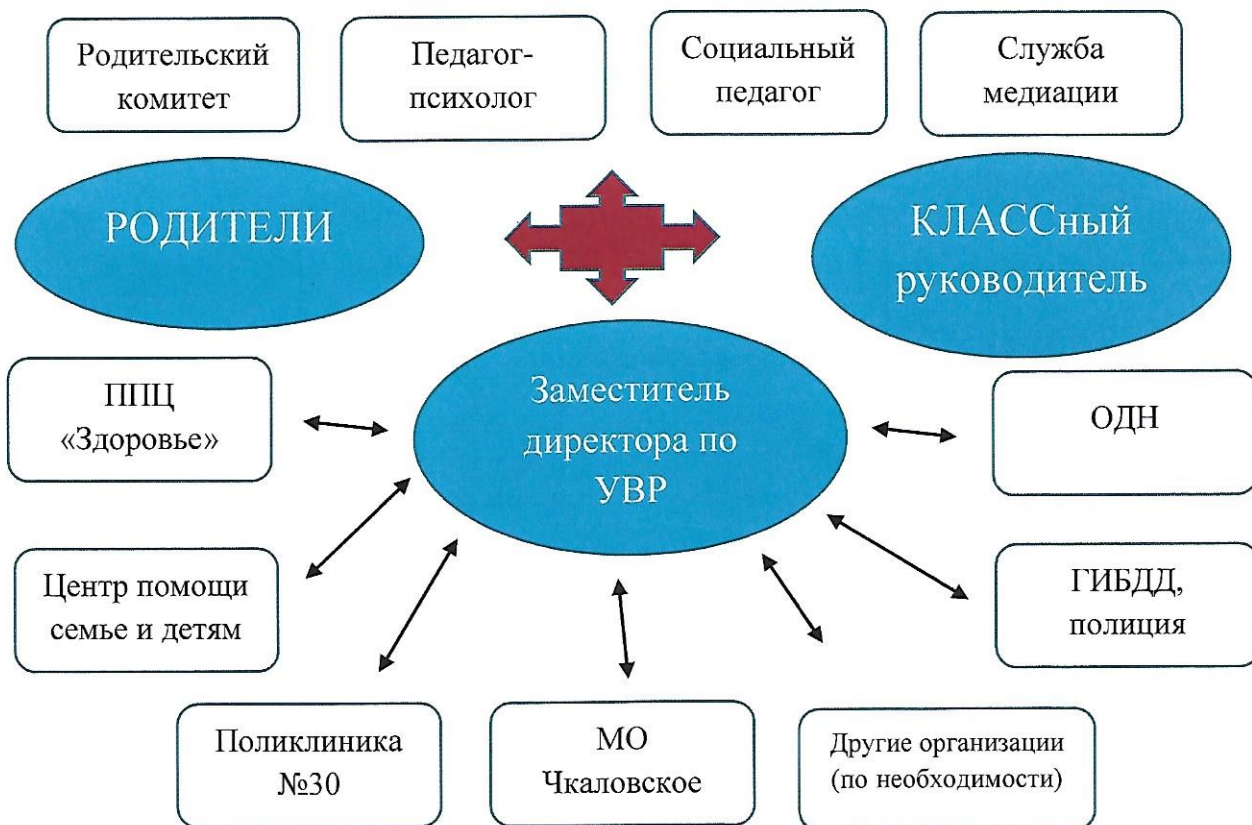 Родительский
комитет
Педагог-
психолог
Социальный
педагог
Служба
медиации
РОДИТЕЛИ
КЛАССный
руководитель
Заместитель
директора по
УВР
ППЦ
«Здоровье»
ОДН
Центр помощи
семье и детям
ГИБДД,
полиция
Поликлиника
№30
МО
Чкаловское
Другие организации
(по необходимости)